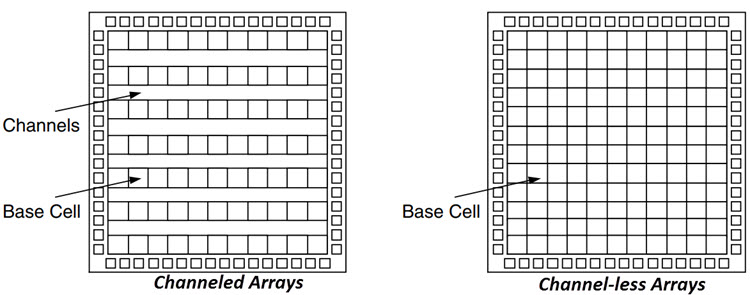 Channels
Base Cell
Base Cell
Channeled Arrays
Channel-less Arrays